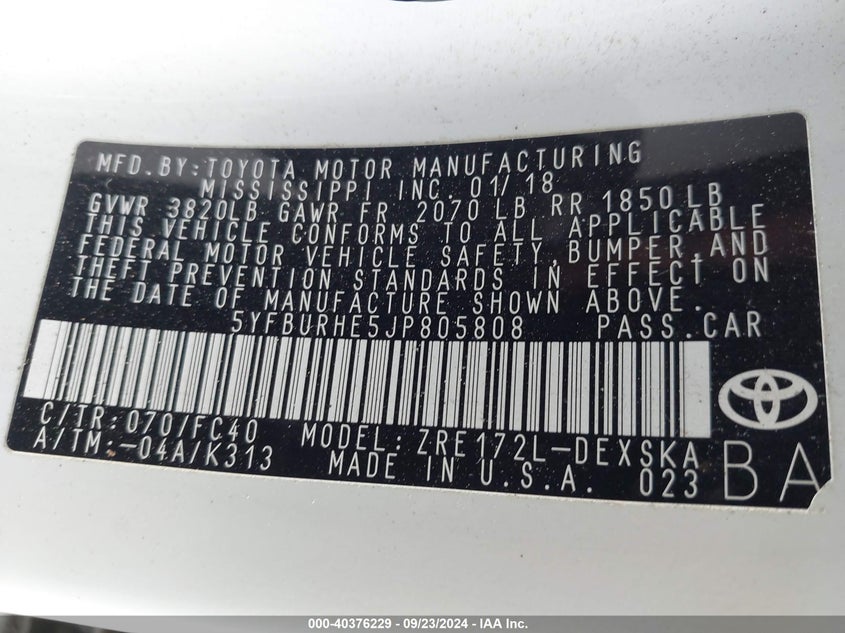 MFD.BY:TOYOTA MOTOR MANUFACTURING
MISSISSIPPI INC. 01/18
GVWR 3820LB GAWR FR 2070 LB RR 1850 LB
THIS VEHICLE CONFORMS TO ALL APPLICABLE
FEDERAL MOTOR VEHICLE SAFETY,BUMPER,AND
THEFT PREVENTION STANDARDS IN EFFECT ON
THE DATE OF MANUFACTURE SHOWN ABOVE.
5YFBURHE5JP805808 PASS.CAR
C/TR:070/FC40 MODEL: ZRE172L-DEXSKA
A/TM:-04A/K313 MADE IN U.S.A. 023 BA
000-40376229 - 09/23/2024 - IAA Inc.